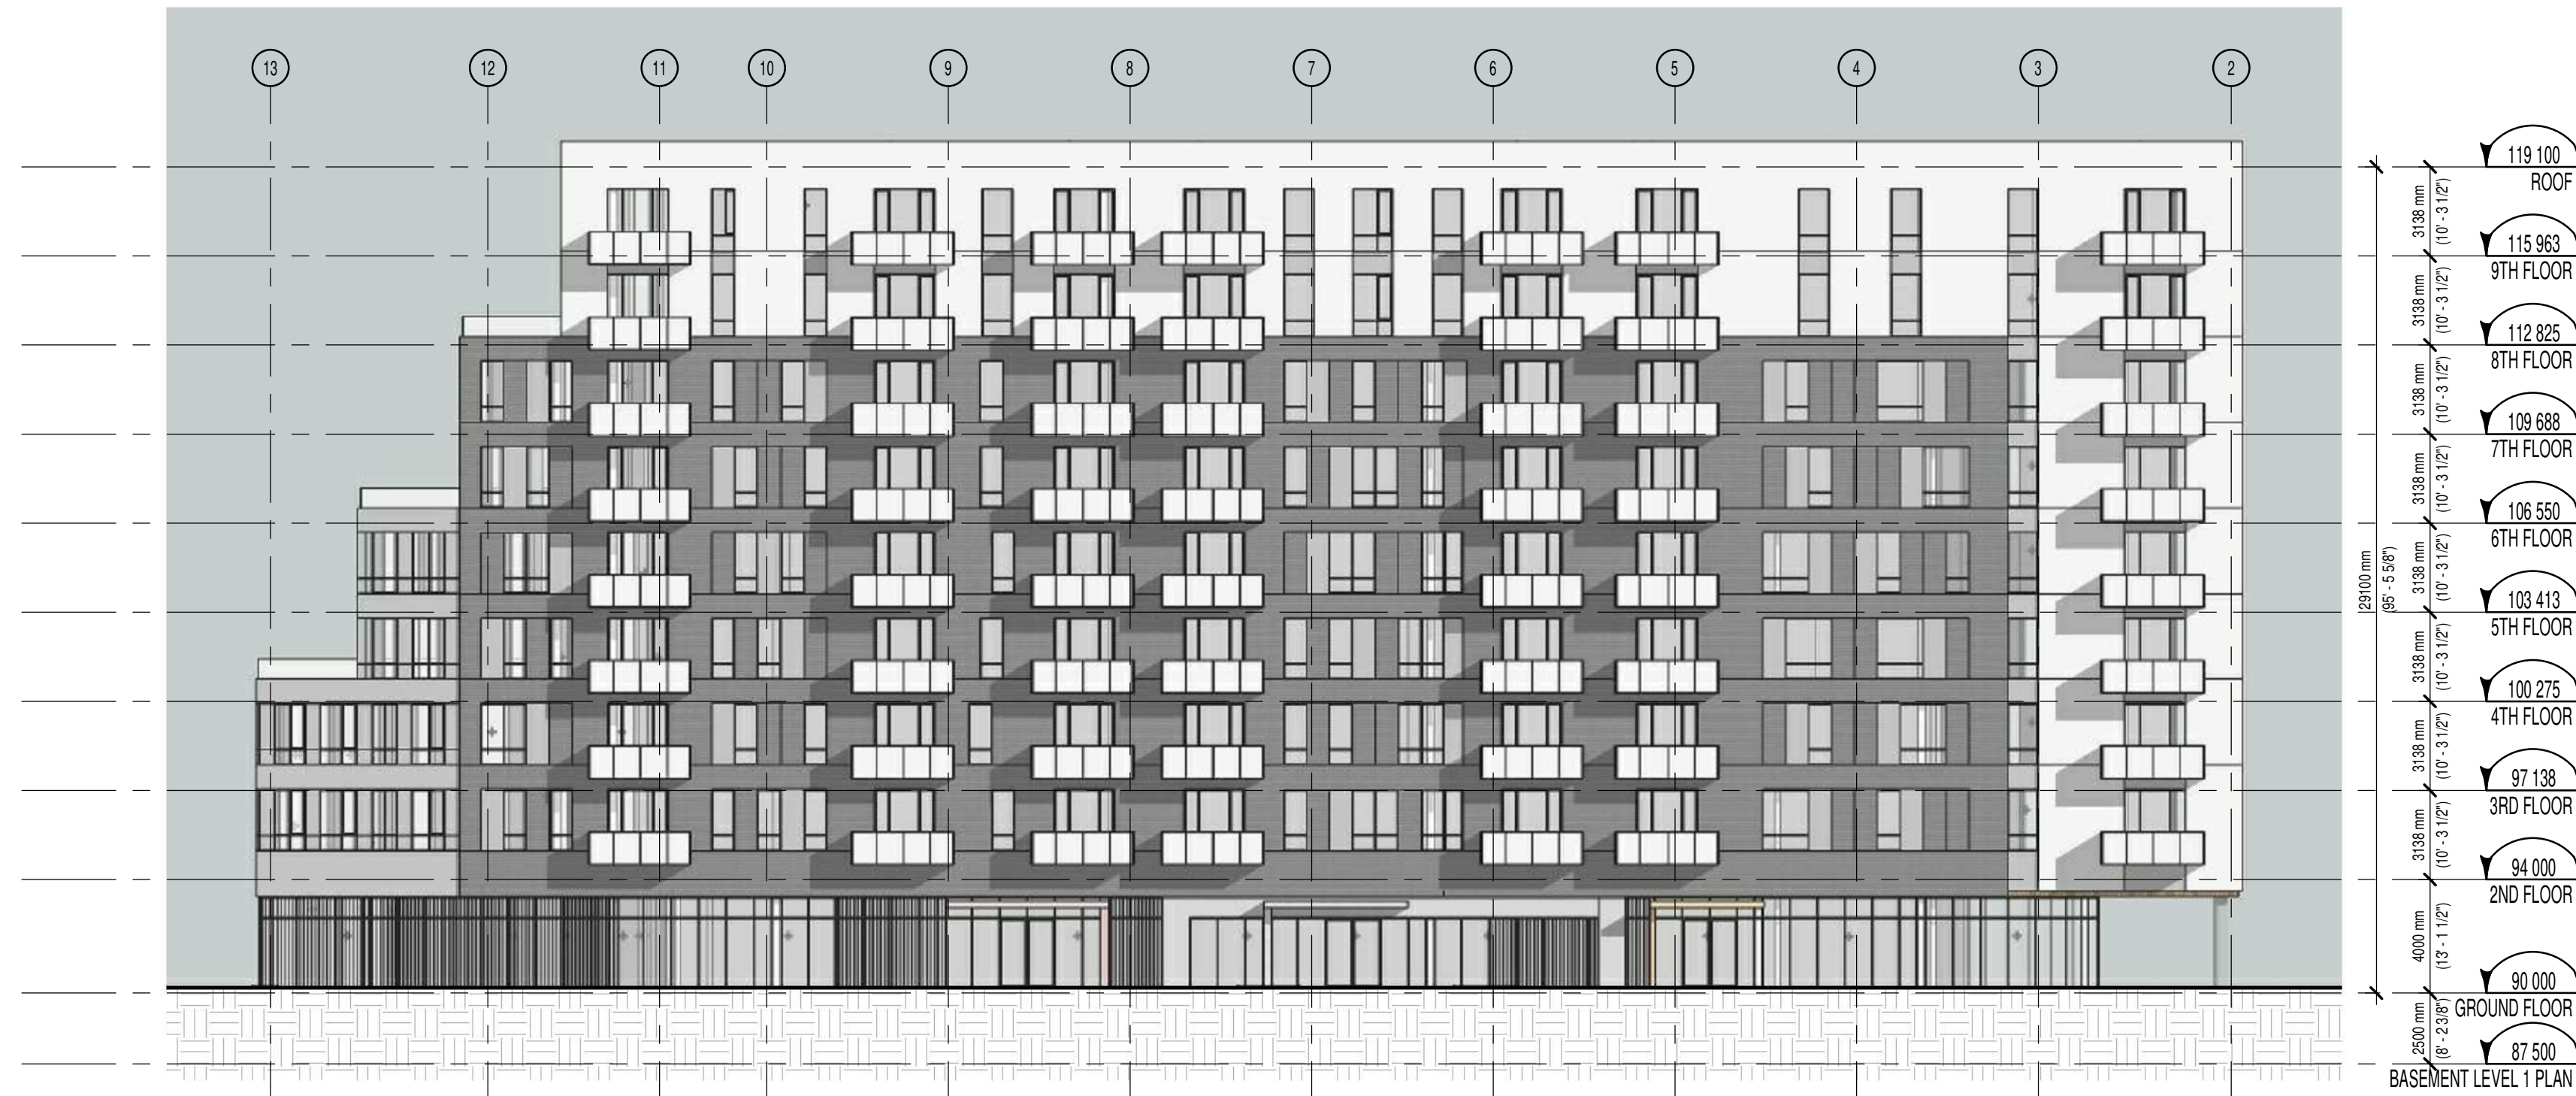 13 12 11 10 9 8 7 6 5 4 3 2
119 100
ROOF
3138 mm
(10' - 3 1/2")
115 963
9TH FLOOR
3138 mm
(10' - 3 1/2")
112 825
8TH FLOOR
3138 mm
(10' - 3 1/2")
109 688
7TH FLOOR
3138 mm
(10' - 3 1/2")
106 550
6TH FLOOR
29100 mm
(95' - 5 5/8")
3138 mm
(10' - 3 1/2")
103 413
5TH FLOOR
3138 mm
(10' - 3 1/2")
100 275
4TH FLOOR
3138 mm
(10' - 3 1/2")
97 138
3RD FLOOR
3138 mm
(10' - 3 1/2")
94 000
2ND FLOOR
4000 mm
(13' - 1 1/2")
90 000
GROUND FLOOR
2500 mm
(8' - 2 3/8")
87 500
BASEMENT LEVEL 1 PLAN